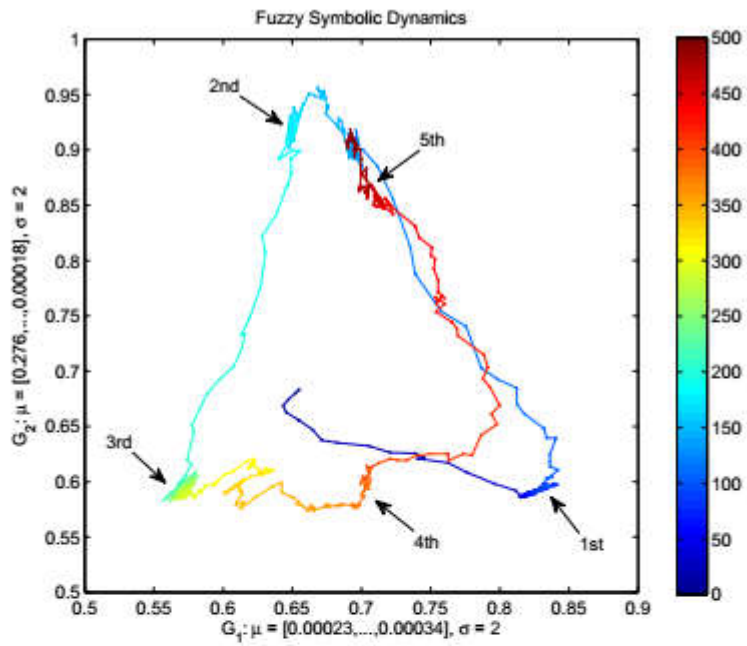 Fuzzy Symbolic Dynamics
1
0.95
0.9
0.85
0.8
0.75
0.7
0.65
0.6
0.55
0.5
G2: μ = [0.276,...,0.00018], σ = 2
2nd
5th
3rd
4th
1st
0.5 0.55 0.6 0.65 0.7 0.75 0.8 0.85 0.9
G1: μ = [0.00023,...,0.00034], σ = 2
500
450
400
350
300
250
200
150
100
50
0